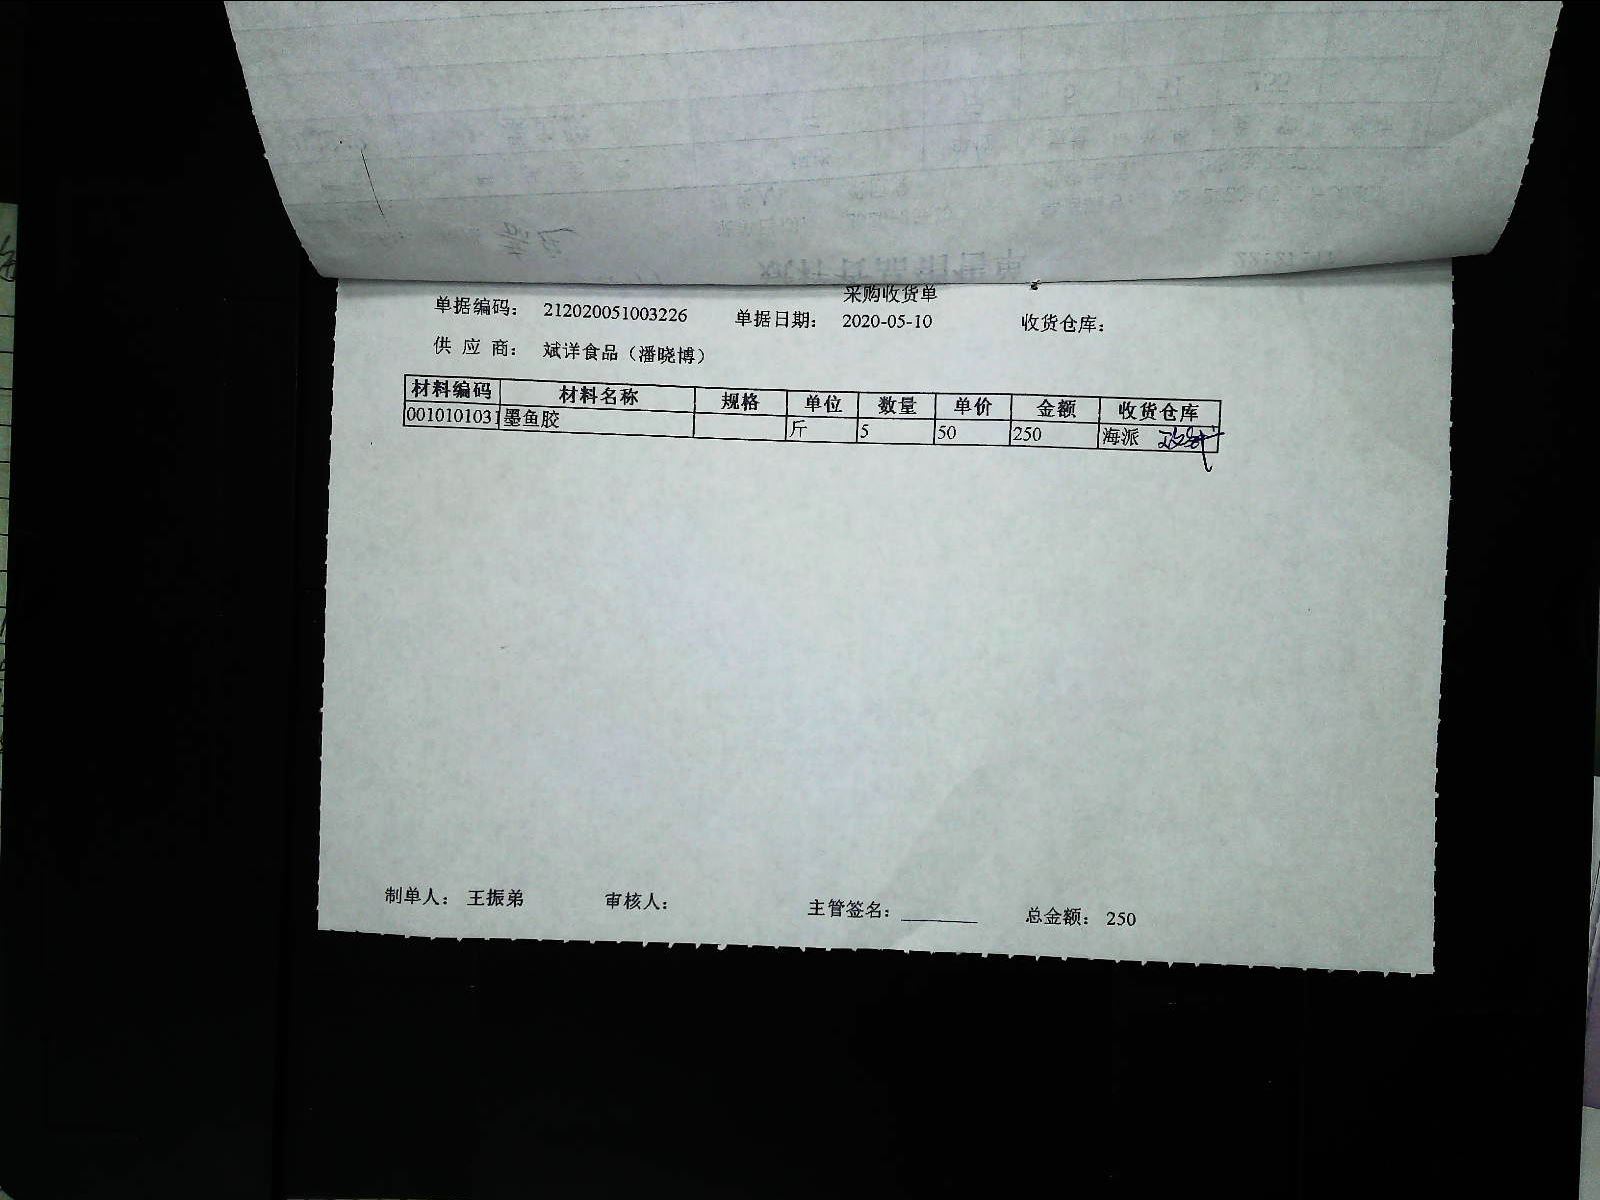 采购收货单
单据编码： 212020051003226 单据日期： 2020-05-10 收货仓库：
供 应 商： 斌洋食品（潘晓博）
材料编码 材料名称 规格 单位 数量 单价 金额 收货仓库
0010101031 墨鱼胶 斤 5 50 250 海派
制单人： 王振弟 审核人： 主管签名： 总金额： 250